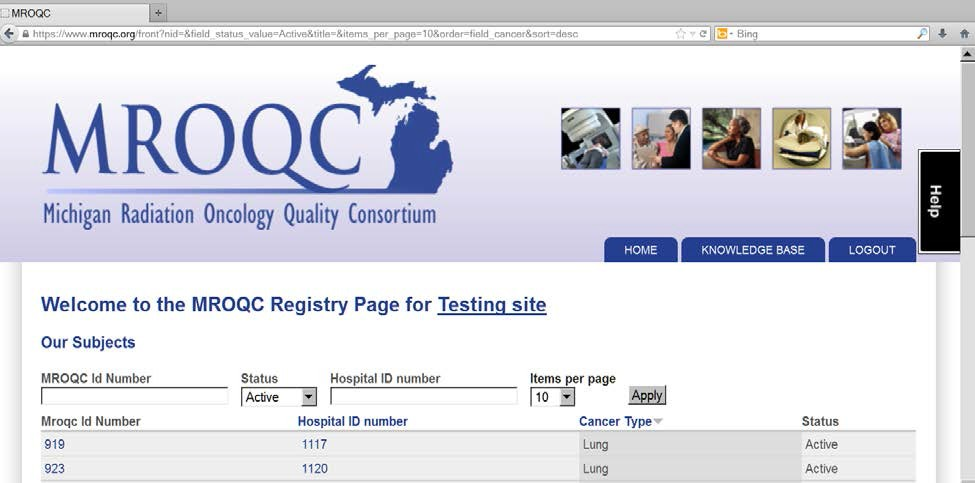 MROQC
+
https://www.mroqc.org/front?nid=&field_status_value=Active&title=&items_per_page=10&order=field_cancer&sort=desc
Bing
MROQC
Michigan Radiation Oncology Quality Consortium
Help
HOME KNOWLEDGE BASE LOGOUT
Welcome to the MROQC Registry Page for Testing site
Our Subjects
MROQC Id Number Status Hospital ID number Items per page
Active 10 Apply
Mroqc Id Number Hospital ID number Cancer Type Status
919 1117 Lung Active
923 1120 Lung Active